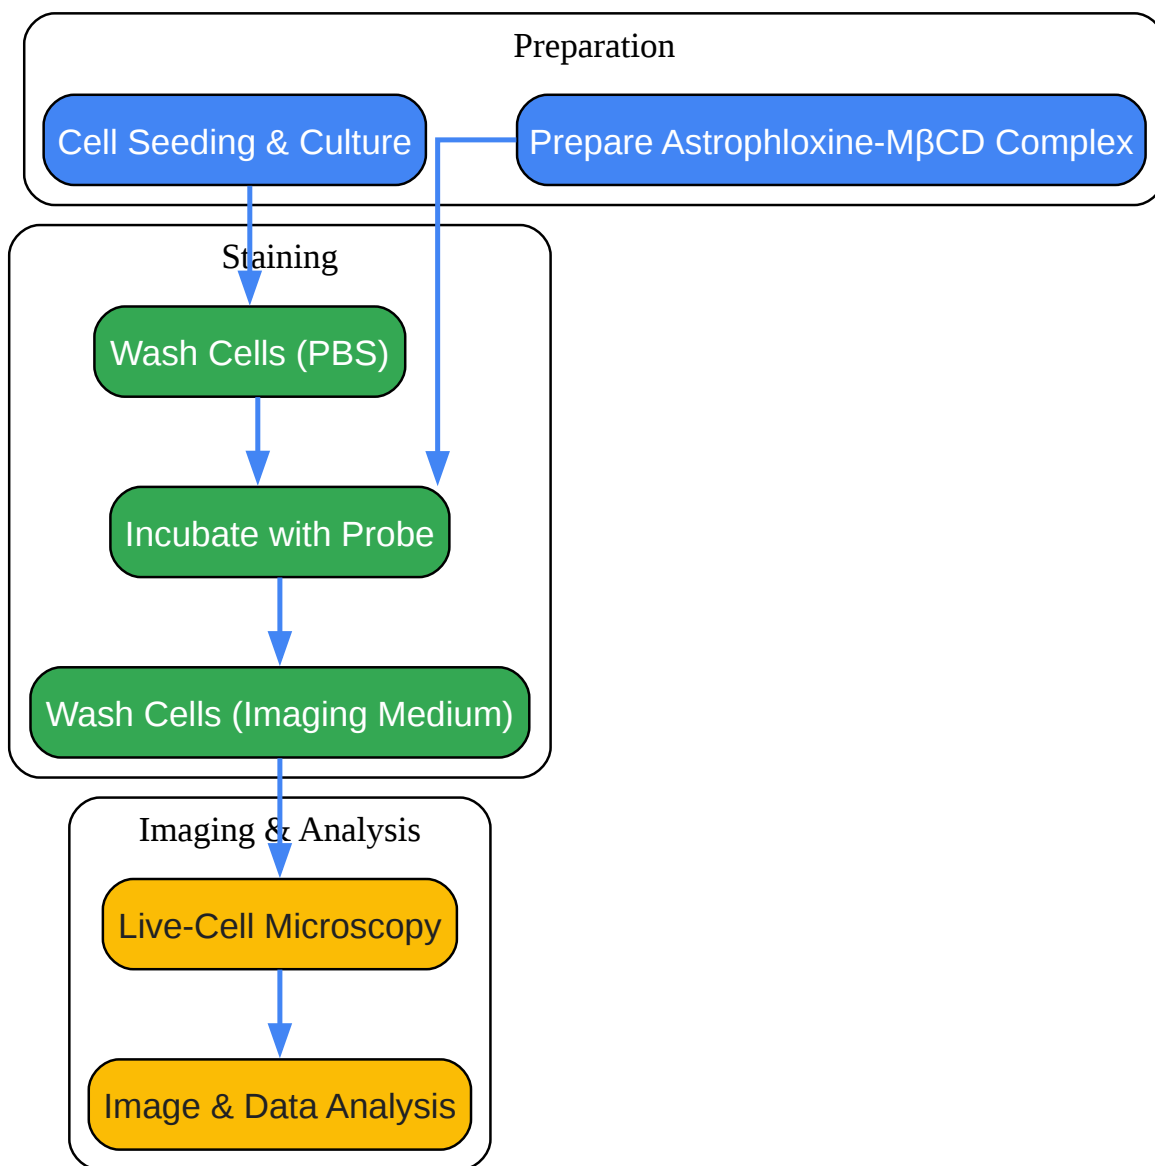 Preparation
Cell Seeding & Culture
Prepare Astrophloxine-MβCD Complex
Staining
Wash Cells (PBS)
Incubate with Probe
Wash Cells (Imaging Medium)
Imaging & Analysis
Live-Cell Microscopy
Image & Data Analysis